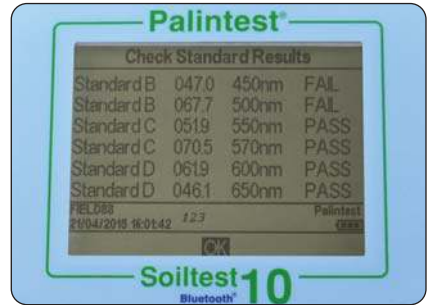 Palintest®
Check Standard Results
Standard B 047.0 450nm FAIL
Standard B 067.7 500nm FAIL
Standard C 051.9 550nm PASS
Standard C 070.5 570nm PASS
Standard D 061.9 600nm PASS
Standard D 046.1 650nm PASS
FIELD88 Palintest
21/04/2015 16:01:42 123
OK
Soiltest 10
Bluetooth®